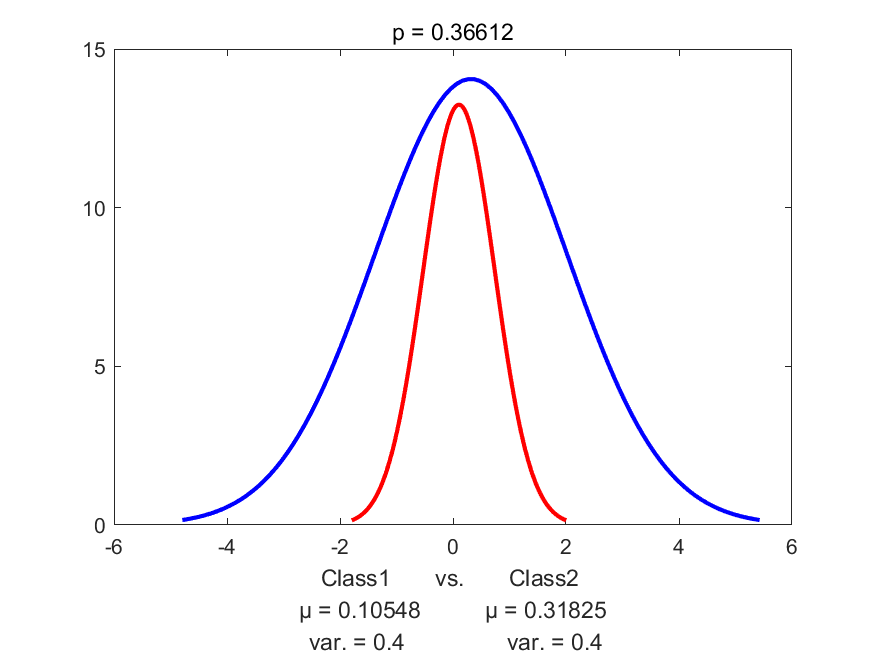 p = 0.36612
15
10
5
0
-6 -4 -2 0 2 4 6
Class1 vs. Class2
μ = 0.10548 μ = 0.31825
var. = 0.4 var. = 0.4